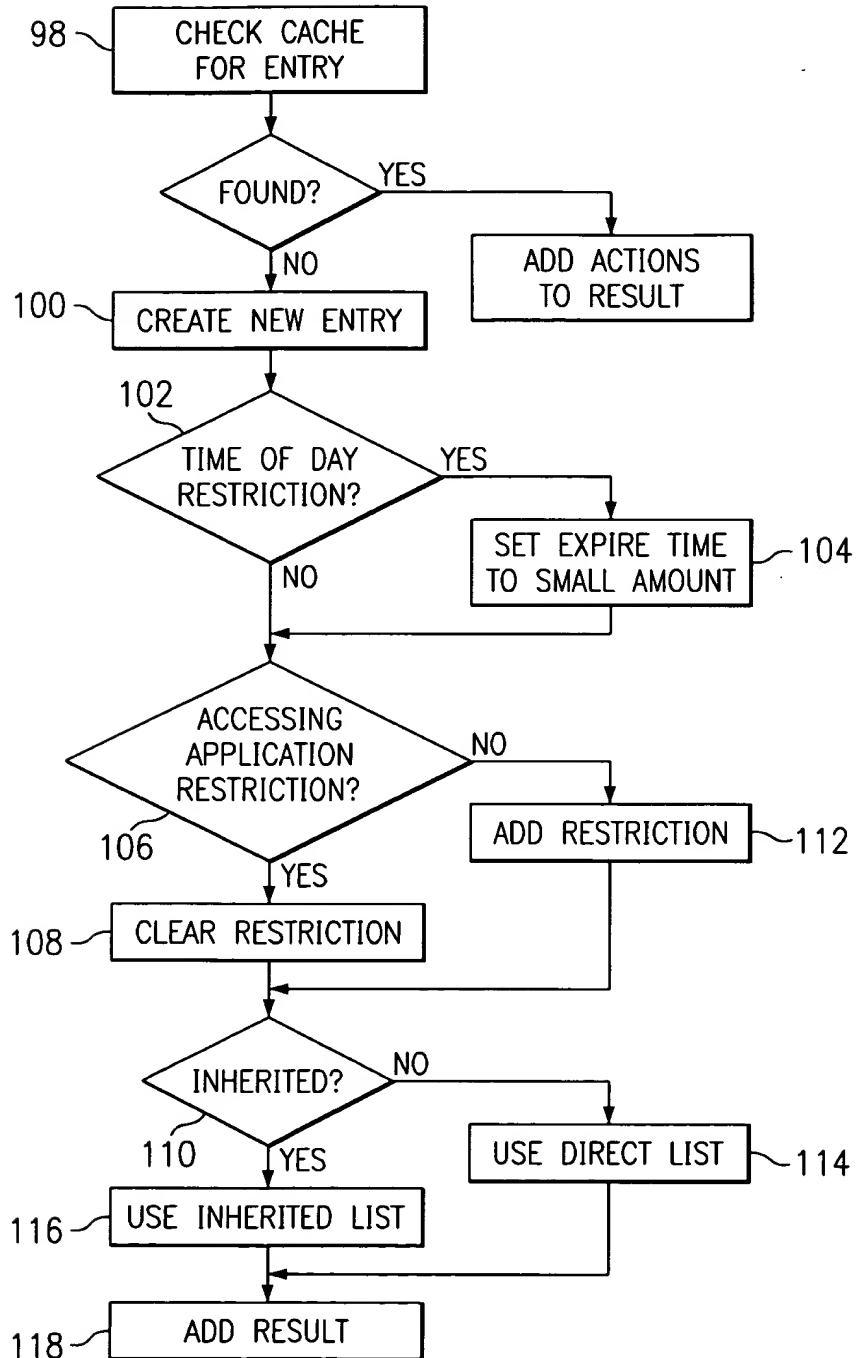 98
CHECK CACHE
FOR ENTRY
FOUND?
YES
NO
ADD ACTIONS
TO RESULT
100
CREATE NEW ENTRY
102
TIME OF DAY
RESTRICTION?
YES
NO
SET EXPIRE TIME
TO SMALL AMOUNT
104
ACCESSING
APPLICATION
RESTRICTION?
NO
106
YES
ADD RESTRICTION
112
108
CLEAR RESTRICTION
INHERITED?
NO
110
YES
USE DIRECT LIST
114
116
USE INHERITED LIST
118
ADD RESULT